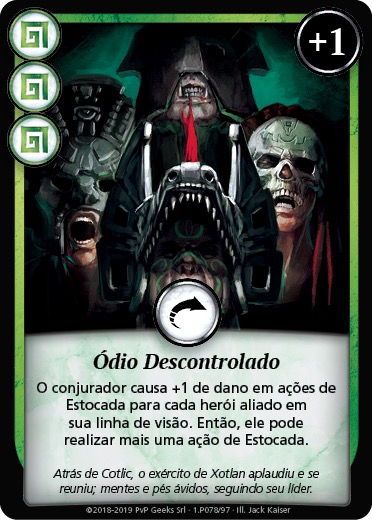 +1
Ódio Descontrolado
O conjurador causa +1 de dano em ações de
Estocada para cada herói aliado em
sua linha de visão. Então, ele pode
realizar mais uma ação de Estocada.
Atrás de Cotlic, o exército de Xotlan aplaudiu e se
reuniu; mentes e pés ávidos, seguindo seu líder.
©2018-2019 PvP Geeks Srl · 1.P078/97 · Ill. Jack Kaiser